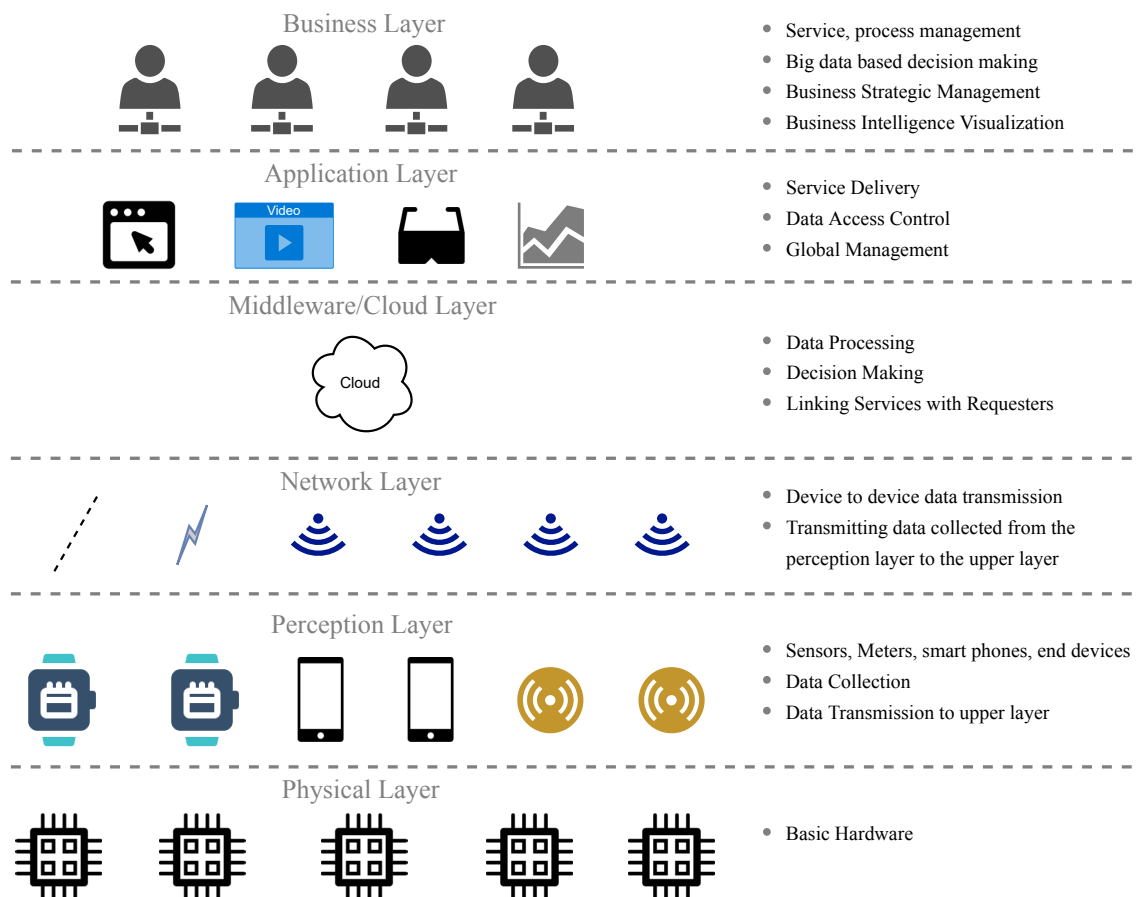 Business Layer
Service, process management
Big data based decision making
Business Strategic Management
Business Intelligence Visualization
Application Layer
Video
Service Delivery
Data Access Control
Global Management
Middleware/Cloud Layer
Cloud
Data Processing
Decision Making
Linking Services with Requesters
Network Layer
Device to device data transmission
Transmitting data collected from the
perception layer to the upper layer
Perception Layer
Sensors, Meters, smart phones, end devices
Data Collection
Data Transmission to upper layer
Physical Layer
Basic Hardware